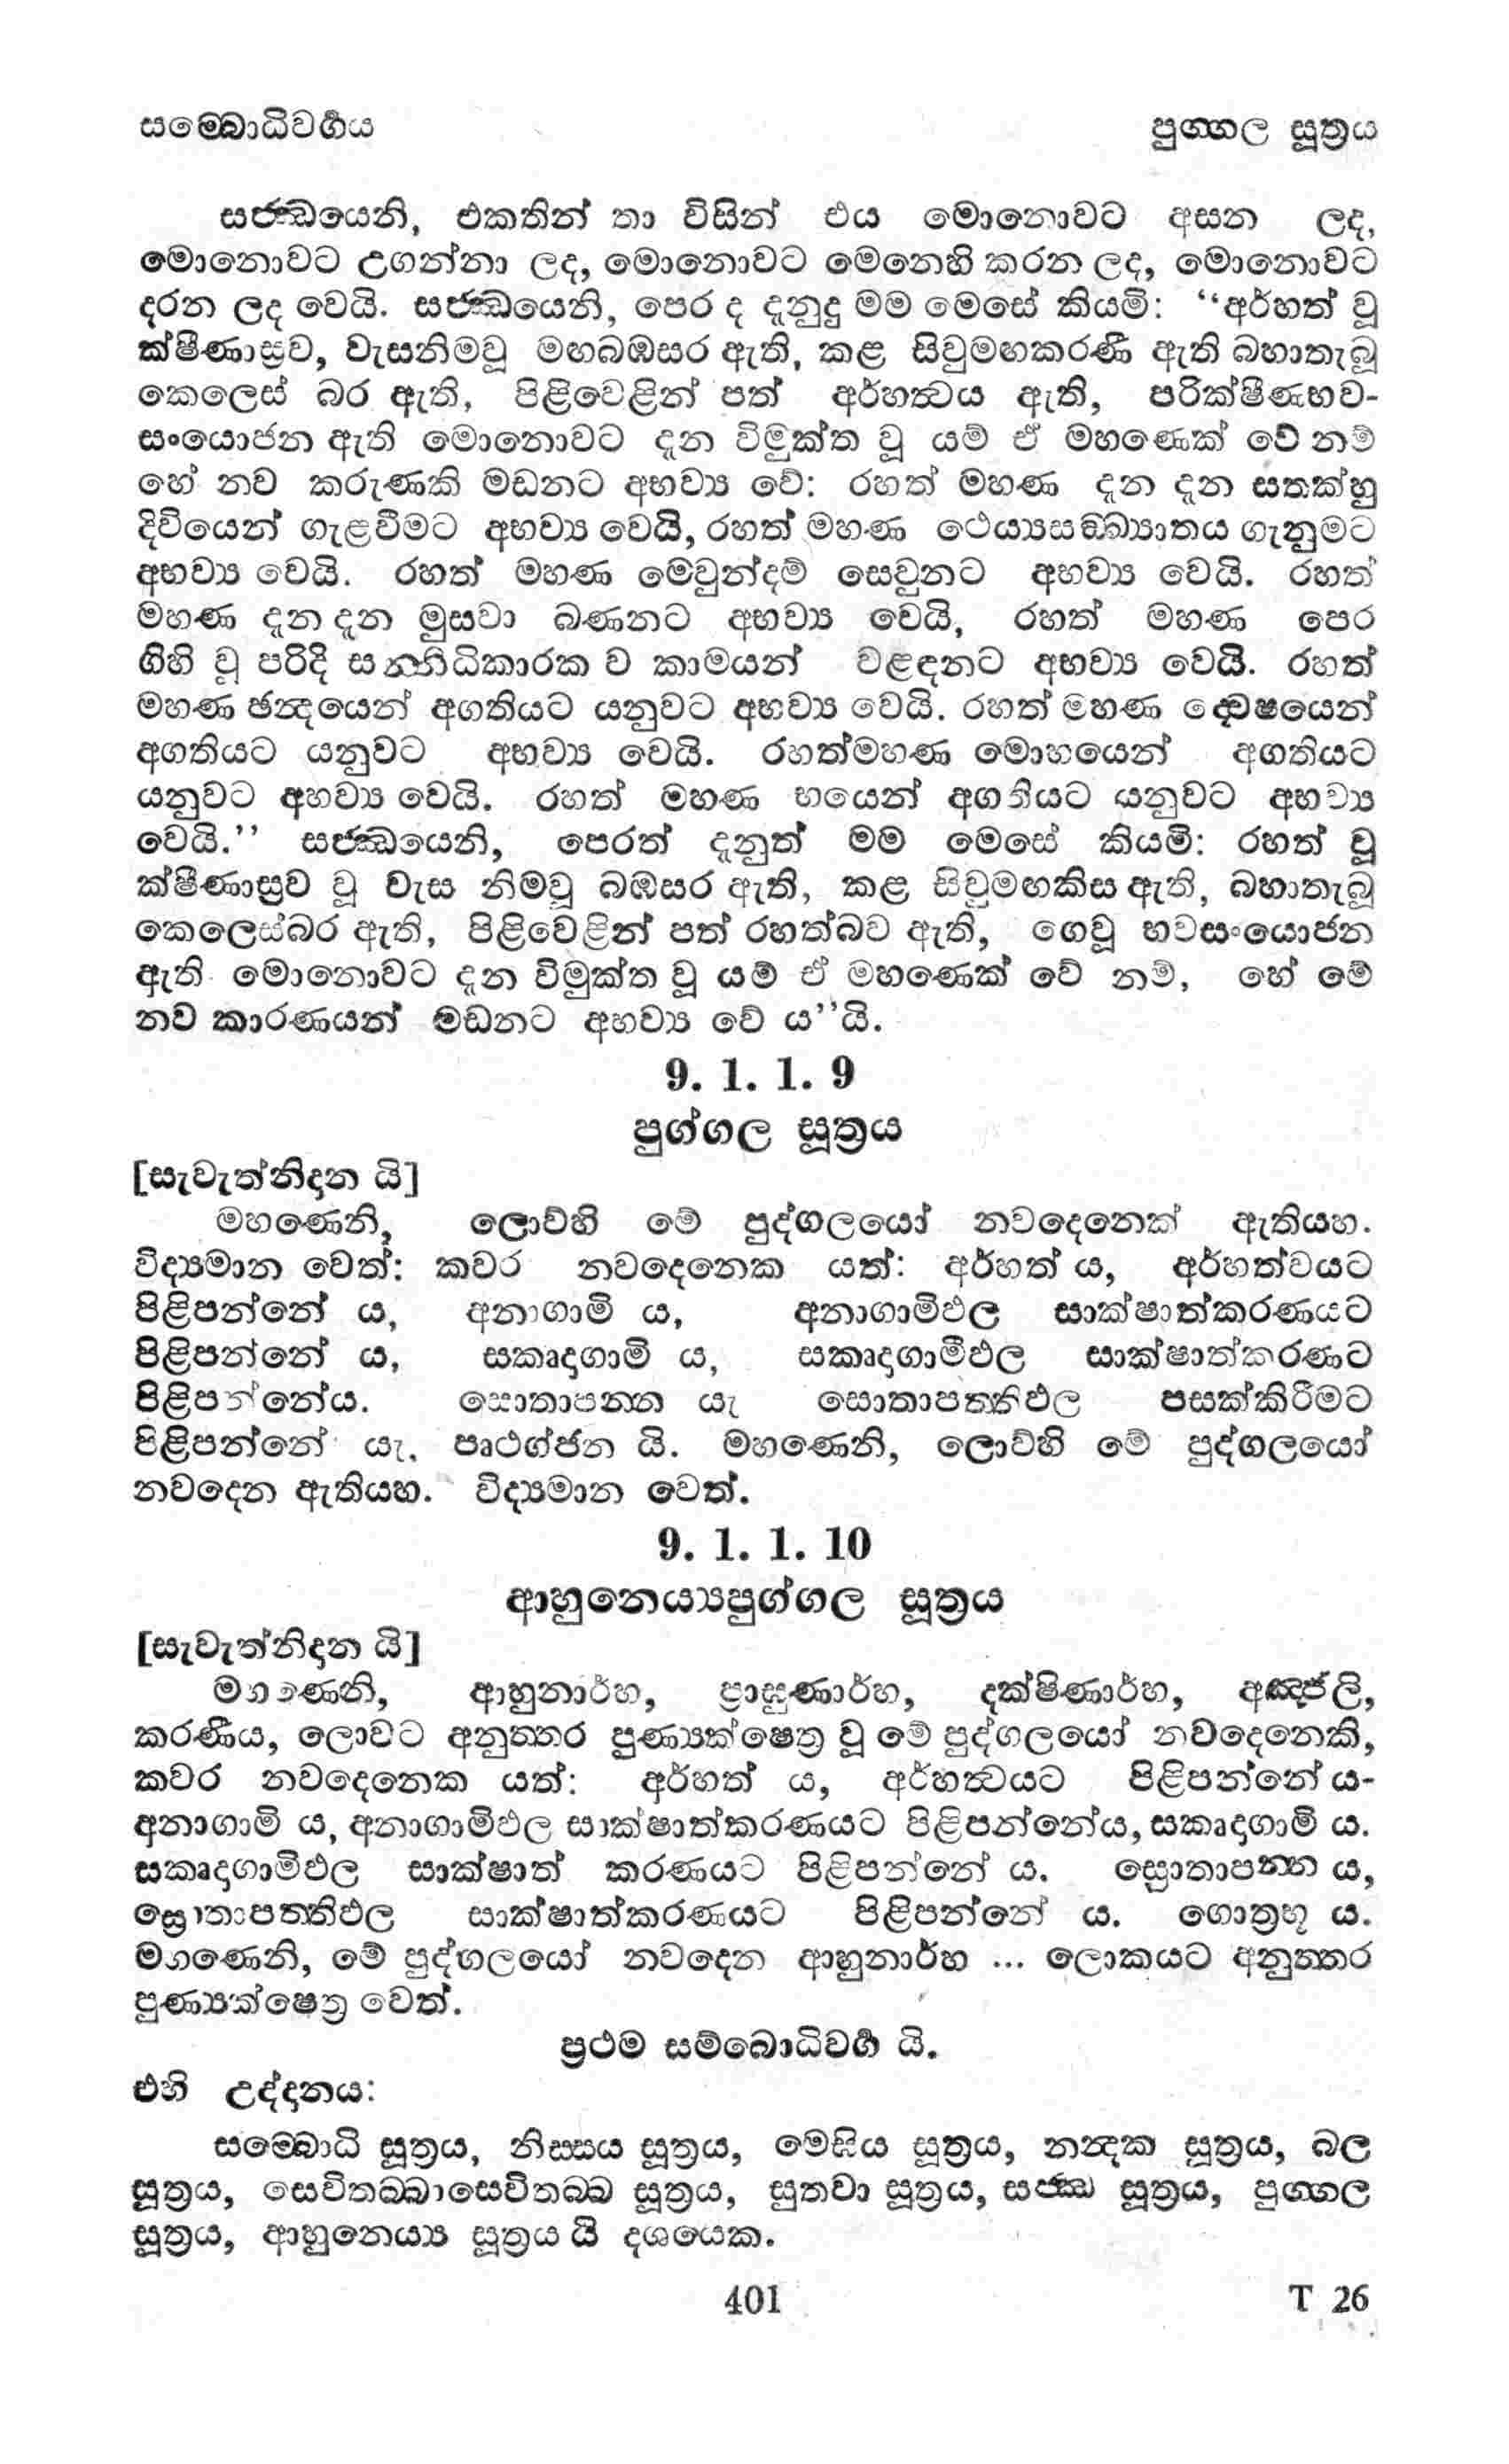 සම්බොධිවර්ගය
පුග්ගල සූත්‍රය
සජ්ඣයෙනි, එකතින් තා විසින් එය මොනොවට අසන ලද,
මොනොවට උගන්නා ලද, මොනොවට මෙනෙහි කරන ලද, මොනොවට
දරන ලද වෙයි. සජ්ඣයෙනි, පෙර ද දැනුදු මම මෙසේ කියමි: “අර්හත් වූ
ක්ෂීණාස්‍රව, වැසනිමවූ මඟබඹසර ඇති, කළ සිවුමඟකරණී ඇති බහාතැබූ
කෙලෙස් බර ඇති, පිළිවෙළින් පත් අර්හත්‍වය ඇති, පරික්ෂීණභව-
සංයොජන ඇති මොනොවට දැන විමුක්ත වූ යම් ඒ මහණෙක් වේ නම්
හේ නව කරුණකි මඩනට අභව්‍ය වේ: රහත් මහණ දැන දැන සතක්හු
දිවියෙන් ගැළවීමට අභව්‍ය වෙයි, රහත් මහණ ථෙය්‍යසඞ්ඛ්‍යාතය ගැනුමට
අභව්‍ය වෙයි. රහත් මහණ මෙවුන්දම් සෙවුනට අභව්‍ය වෙයි. රහත්
මහණ දැන දැන මුසවා බණනට අභව්‍ය වෙයි, රහත් මහණ පෙර
ගිහි වූ පරිදි සන්නිධිකාරක ව කාමයන් වළඳනට අභව්‍ය වෙයි. රහත්
මහණ ඡන්‍දයෙන් අගතියට යනුවට අභව්‍ය වෙයි. රහත් මහණ ද්‍වෙෂයෙන්
අගතියට යනුවට අභව්‍ය වෙයි. රහත්මහණ මොහයෙන් අගතියට
යනුවට අභව්‍ය වෙයි. රහත් මහණ භයෙන් අගතියට යනුවට අභව්‍ය
වෙයි.” සජ්ඣයෙනි, පෙරත් දැනුත් මම මෙසේ කියමි: රහත් වූ
ක්ෂීණාස්‍රව වූ වැස නිමවූ බඹසර ඇති, කළ සිවුමඟකිස ඇති, බහාතැබූ
කෙලෙස්බර ඇති, පිළිවෙළින් පත් රහත්බව ඇති, ගෙවූ භවසංයොජන
ඇති මොනොවට දැන විමුක්ත වූ යම් ඒ මහණෙක් වේ නම්, හේ මේ
නව කාරණයන් මඩනට අභව්‍ය වේ ය”යි.
9. 1. 1. 9
පුග්ගල සූත්‍රය
[සැවැත්නිදාන යි]
මහණෙනි, ලොව්හි මේ පුද්ගලයෝ නවදෙනෙක් ඇතියහ.
විද්‍යමාන වෙත්: කවර නවදෙනෙක යත්: අර්හත් ය, අර්හත්වයට
පිළිපන්නේ ය, අනාගාමි ය, අනාගාමිඵල සාක්ෂාත්කරණයට
පිළිපන්නේ ය, සකෘදාගාමි ය, සකෘදාගාමීඵල සාක්ෂාත්කරණට
පිළිපන්නේය. සොතාපන්න යැ සොතාපත්තිඵල පසක්කිරීමට
පිළිපන්නේ යැ, පෘථග්ජන යි. මහණෙනි, ලොව්හි මේ පුද්ගලයෝ
නවදෙන ඇතියහ. විද්‍යමාන වෙත්.
9. 1. 1. 10
ආහුනෙය්‍යපුග්ගල සූත්‍රය
[සැවැත්නිදාන යි]
මහණෙනි, ආහුනාර්හ, ප්‍රාඝුණාර්හ, දක්ෂිණාර්හ, අඤ්ජලි,
කරණීය, ලොවට අනුත්තර පුණ්‍යක්ෂෙත්‍ර වූ මේ පුද්ගලයෝ නවදෙනෙකි,
කවර නවදෙනෙක යත්: අර්හත් ය, අර්හත්‍වයට පිළිපන්නේ ය-
අනාගාමි ය, අනාගාමිඵල සාක්ෂාත්කරණයට පිළිපන්නේය, සකෘදාගාමි ය.
සකෘදාගාමිඵල සාක්ෂාත් කරණයට පිළිපන්නේ ය. ස්‍රොතාපන්න ය,
ස්‍රොතාපත්තිඵල සාක්ෂාත්කරණයට පිළිපන්නේ ය. ගොත්‍රභූ ය.
මහණෙනි, මේ පුද්ගලයෝ නවදෙන ආහුනාර්හ ... ලොකයට අනුත්තර
පුණ්‍යක්ෂෙත්‍ර වෙත්.
ප්‍රථම සම්බොධිවර්ග යි.
එහි උද්දානය:
සම්බොධි සූත්‍රය, නිස්සය සූත්‍රය, මෙඝිය සූත්‍රය, නන්‍දක සූත්‍රය, බල
සූත්‍රය, සෙවිතබ්බාසෙවිතබ්බ සූත්‍රය, සුතවා සූත්‍රය, සජ්ඣ සූත්‍රය, පුග්ගල
සූත්‍රය, ආහුනෙය්‍ය සූත්‍රය යි දශයෙක.
401
T 26